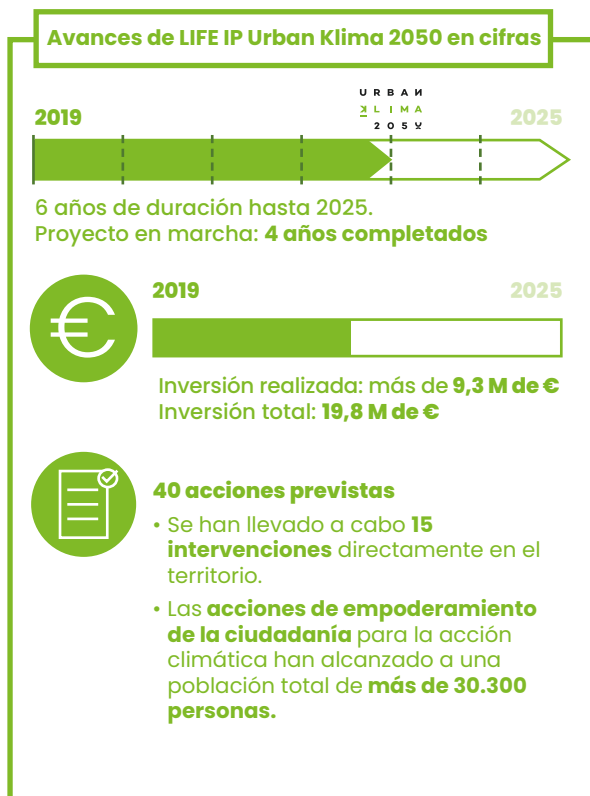 Avances de LIFE IP Urban Klima 2050 en cifras
URBAN
KLIMA
2050
2019
2025
6 años de duración hasta 2025.
Proyecto en marcha: 4 años completados
2019
2025
€
Inversión realizada: más de 9,3 M de €
Inversión total: 19,8 M de €
40 acciones previstas
• Se han llevado a cabo 15
intervenciones directamente en el
territorio.
• Las acciones de empoderamiento
de la ciudadanía para la acción
climática han alcanzado a una
población total de más de 30.300
personas.